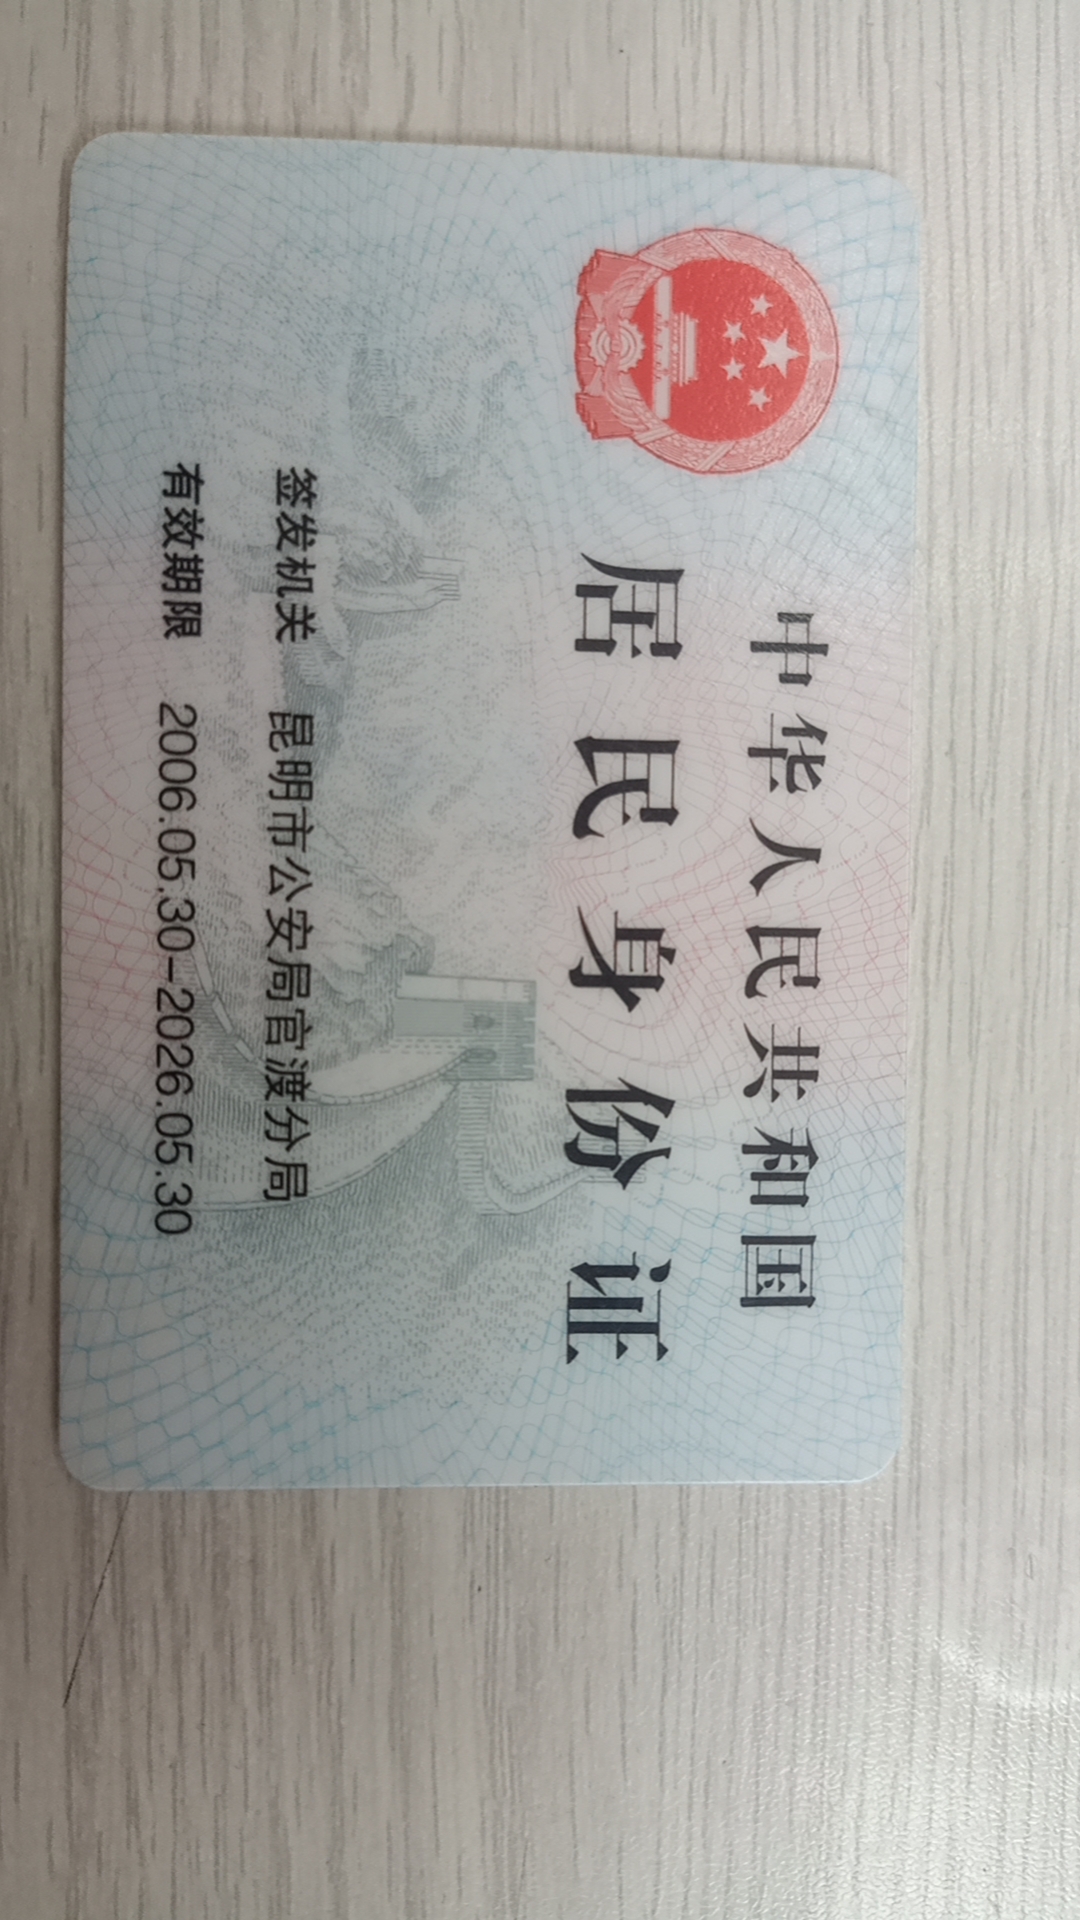 中华人民共和国
居民身份证
签发机关 昆明市公安局官渡分局
有效期限 2006.05.30-2026.05.30